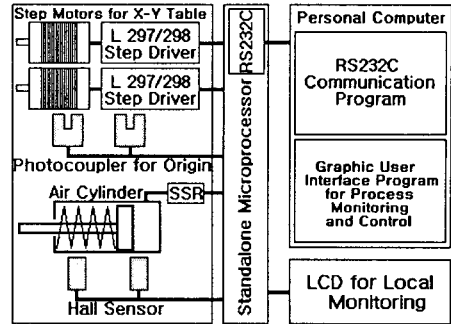 Step Motors for X-Y Table
L 297/298
Step Driver
L 297/298
Step Driver
Photocoupler for Origin
Air Cylinder
SSR
Hall Sensor
Standalone Microprocessor
RS232C
Personal Computer
RS232C
Communication
Program
Graphic User
Interface Program
for Process
Monitoring
and Control
LCD for Local
Monitoring